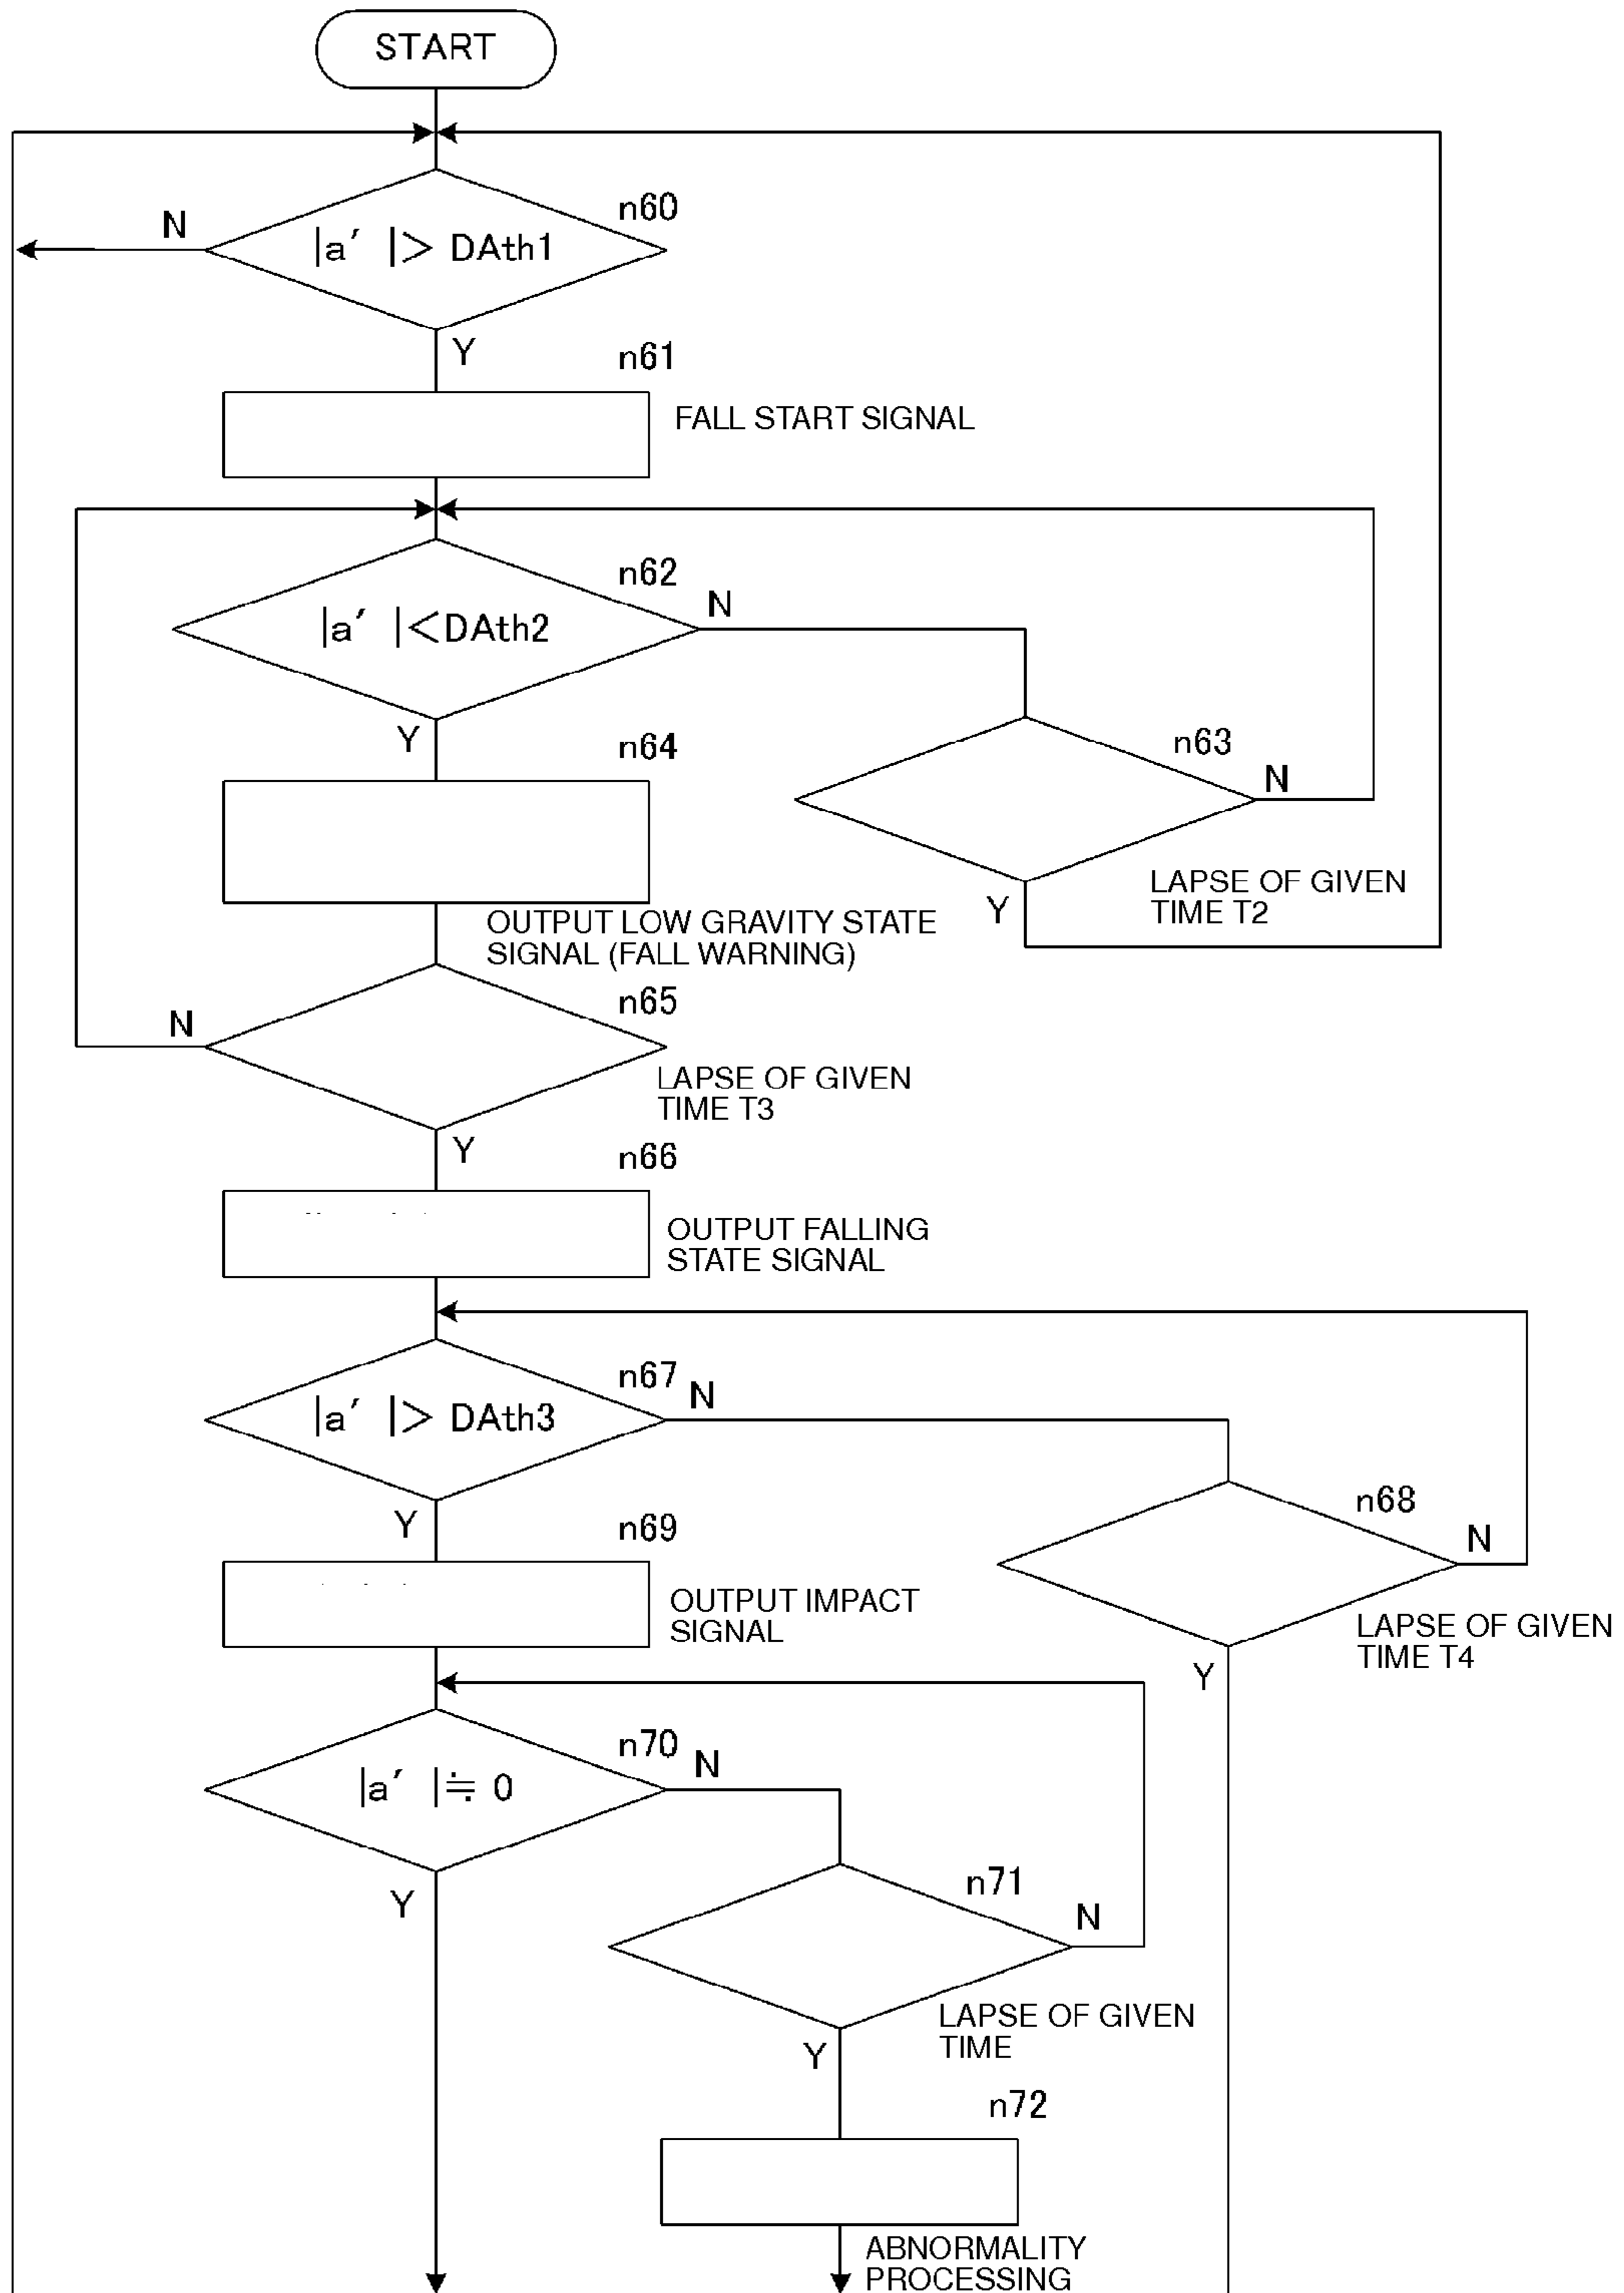 START
N
n60
|a′ |> DAth1
Y
n61
FALL START SIGNAL
n62
N
|a′ |<DAth2
Y
n64
n63
N
LAPSE OF GIVEN
TIME T2
Y
OUTPUT LOW GRAVITY STATE
SIGNAL (FALL WARNING)
n65
N
LAPSE OF GIVEN
TIME T3
Y
n66
OUTPUT FALLING
STATE SIGNAL
n67
N
|a′ |> DAth3
Y
n68
N
n69
OUTPUT IMPACT
SIGNAL
LAPSE OF GIVEN
TIME T4
Y
n70
N
|a′ |≒ 0
Y
n71
N
LAPSE OF GIVEN
TIME
Y
n72
ABNORMALITY
PROCESSING